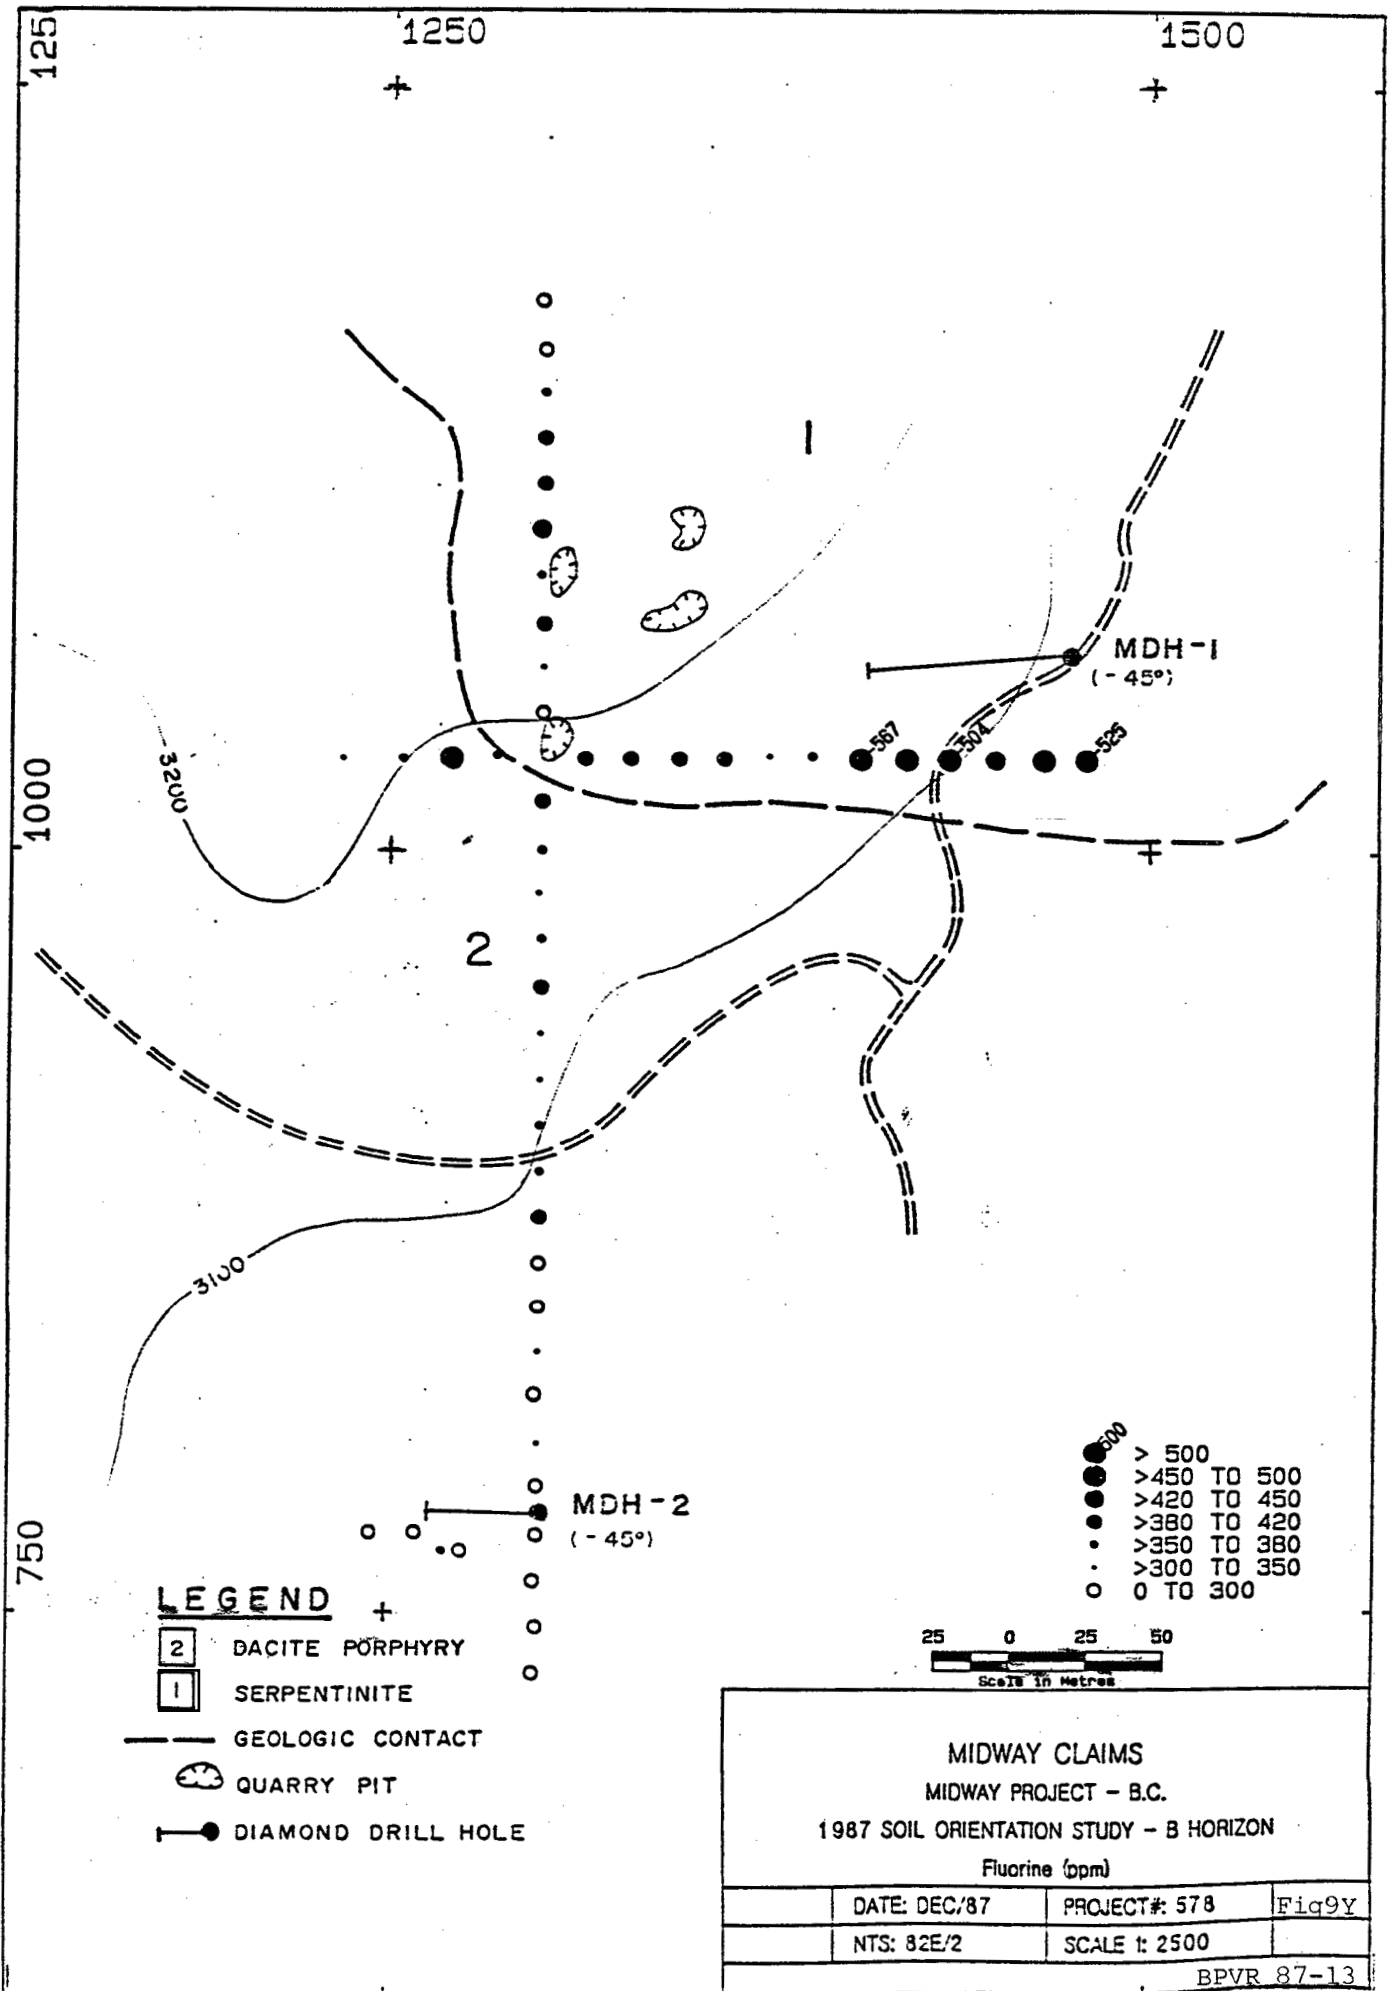 1250
1500
125
1
MDH-1
(-45°)
-567
-504
-525
3200
1000
2
3100
MDH-2
(-45°)
750
600
> 500
>450 TO 500
>420 TO 450
>380 TO 420
>350 TO 380
>300 TO 350
0 TO 300
LEGEND
2 DACITE PORPHYRY
1 SERPENTINITE
GEOLOGIC CONTACT
QUARRY PIT
DIAMOND DRILL HOLE
25 0 25 50
Scale in Metres
MIDWAY CLAIMS
MIDWAY PROJECT - B.C.
1987 SOIL ORIENTATION STUDY - B HORIZON
Fluorine (ppm)
DATE: DEC/87 PROJECT#: 578 Fig9Y
NTS: 82E/2 SCALE 1: 2500
BPVR 87-13